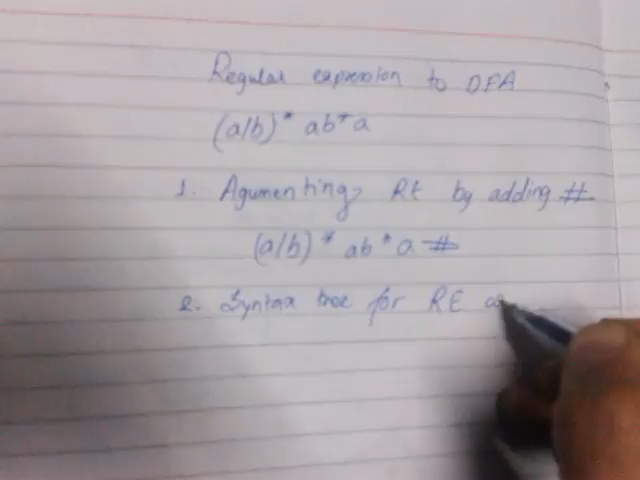 Regular expression to DFA
(a/b)* ab*a
1. Agumenting RE by adding #
(a/b)* ab* a #
2. Syntax tree for RE